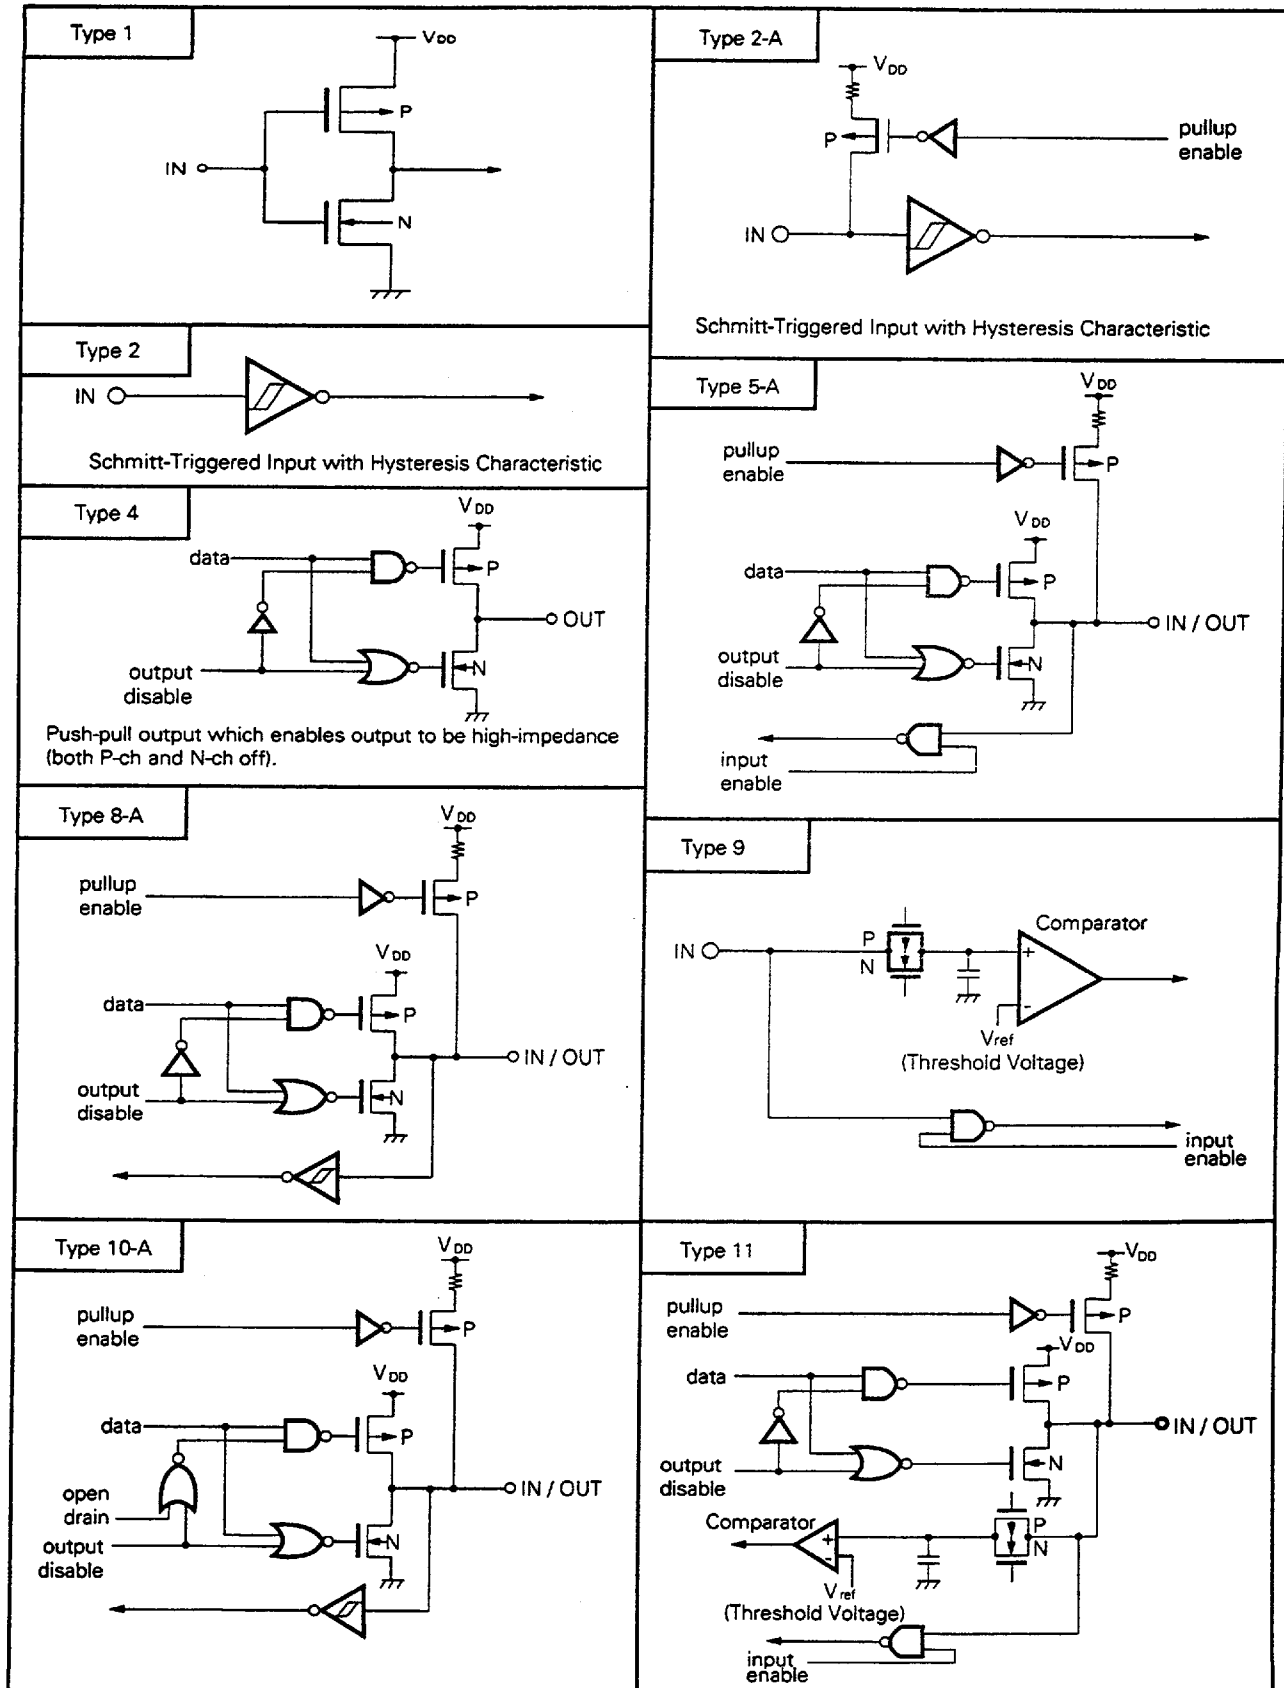 Type 1
VDD
P
IN
N
Type 2-A
VDD
P
pullup
enable
IN
Schmitt-Triggered Input with Hysteresis Characteristic
Type 2
IN
Schmitt-Triggered Input with Hysteresis Characteristic
Type 5-A
VDD
pullup
enable
P
VDD
data
P
IN / OUT
output
disable
N
input
enable
Type 4
VDD
data
P
OUT
output
disable
N
Push-pull output which enables output to be high-impedance
(both P-ch and N-ch off).
Type 8-A
VDD
pullup
enable
P
VDD
data
P
IN / OUT
output
disable
N
Type 9
Comparator
IN
P
N
+
-
Vref
(Threshold Voltage)
input
enable
Type 10-A
VDD
pullup
enable
P
VDD
data
P
IN / OUT
open
drain
output
disable
N
Type 11
VDD
pullup
enable
P
VDD
data
P
IN / OUT
output
disable
N
Comparator
+
-
P
N
Vref
(Threshold Voltage)
input
enable